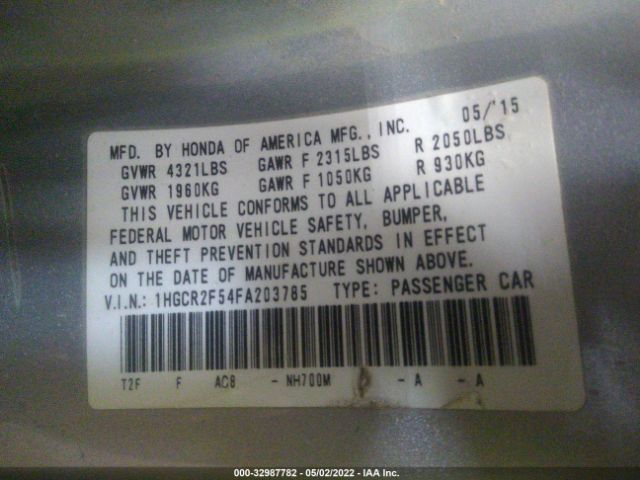 05/'15
MFD. BY HONDA OF AMERICA MFG., INC.
GVWR 4321LBS GAWR F 2315LBS R 2050LBS
GVWR 1960KG GAWR F 1050KG R 930KG
THIS VEHICLE CONFORMS TO ALL APPLICABLE
FEDERAL MOTOR VEHICLE SAFETY, BUMPER,
AND THEFT PREVENTION STANDARDS IN EFFECT
ON THE DATE OF MANUFACTURE SHOWN ABOVE.
V.I.N.: 1HGCR2F54FA203785 TYPE: PASSENGER CAR
T2F F AC8 - NH700M - A - A
000-32987782 - 05/02/2022 - IAA Inc.